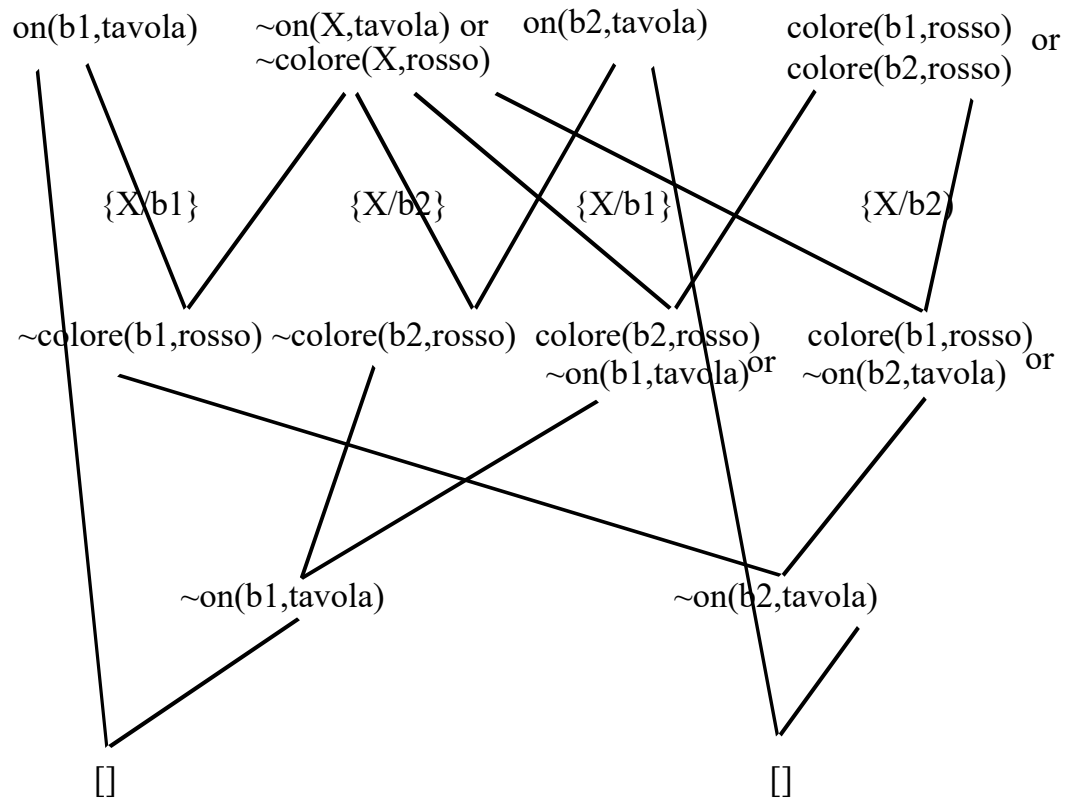 on(b1,tavola)
~on(X,tavola) or
~colore(X,rosso)
on(b2,tavola)
colore(b1,rosso) or
colore(b2,rosso)
{X/b1}
{X/b2}
{X/b1}
{X/b2)
~colore(b1,rosso)
~colore(b2,rosso)
colore(b2,rosso)
~on(b1,tavola) or
colore(b1,rosso)
~on(b2,tavola) or
~on(b1,tavola)
~on(b2,tavola)
[]
[]